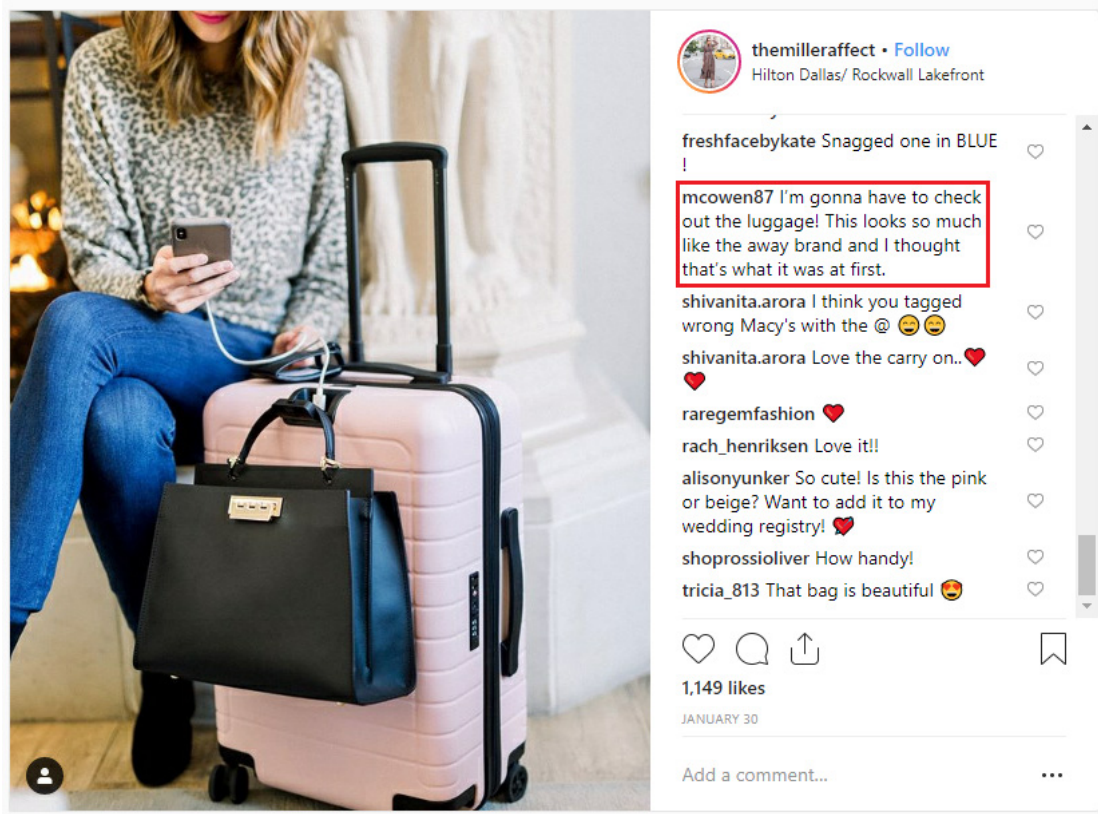 themilleraffect • Follow
Hilton Dallas/ Rockwall Lakefront
freshfacebykate Snagged one in BLUE
!
mcowen87 I'm gonna have to check
out the luggage! This looks so much
like the away brand and I thought
that's what it was at first.
shivanita.arora I think you tagged
wrong Macy's with the @ 😄😄
shivanita.arora Love the carry on..❤️
❤️
raregemfashion ❤️
rach_henriksen Love it!!
alisonyunker So cute! Is this the pink
or beige? Want to add it to my
wedding registry! 💘
shoprossioliver How handy!
tricia_813 That bag is beautiful 😍
1,149 likes
JANUARY 30
Add a comment...